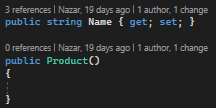 3 references | Nazar, 19 days ago | 1 author, 1 change
public string Name { get; set; }
0 references | Nazar, 19 days ago | 1 author, 1 change
public Product()
{
}